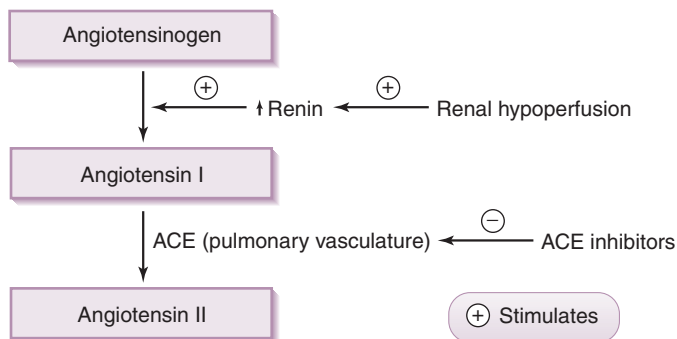 Angiotensinogen
+
+
↑ Renin
Renal hypoperfusion
Angiotensin I
−
ACE (pulmonary vasculature)
ACE inhibitors
Angiotensin II
+ Stimulates